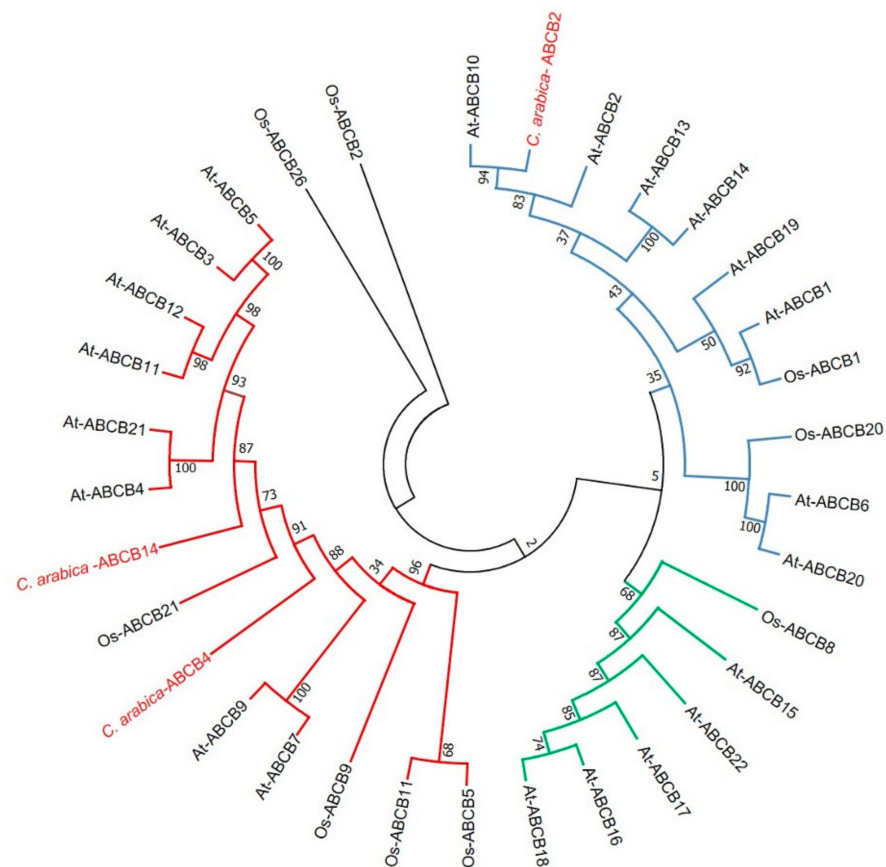 Os-ABCB2
Os-ABCB26
At-ABCB10
C. arabica- ABCB2
At-ABCB2
At-ABCB13
At-ABCB14
At-ABCB19
At-ABCB1
Os-ABCB1
Os-ABCB20
At-ABCB6
At-ABCB20
Os-ABCB8
At-ABCB15
At-ABCB22
At-ABCB17
At-ABCB16
At-ABCB18
Os-ABCB5
Os-ABCB11
Os-ABCB9
At-ABCB7
At-ABCB9
C. arabica-ABCB4
Os-ABCB21
C. arabica -ABCB14
At-ABCB4
At-ABCB21
At-ABCB11
At-ABCB12
At-ABCB3
At-ABCB5
94
83
37
100
43
50
92
35
100
100
5
68
87
87
85
74
2
96
34
88
91
73
87
93
98
100
98
100
100
68